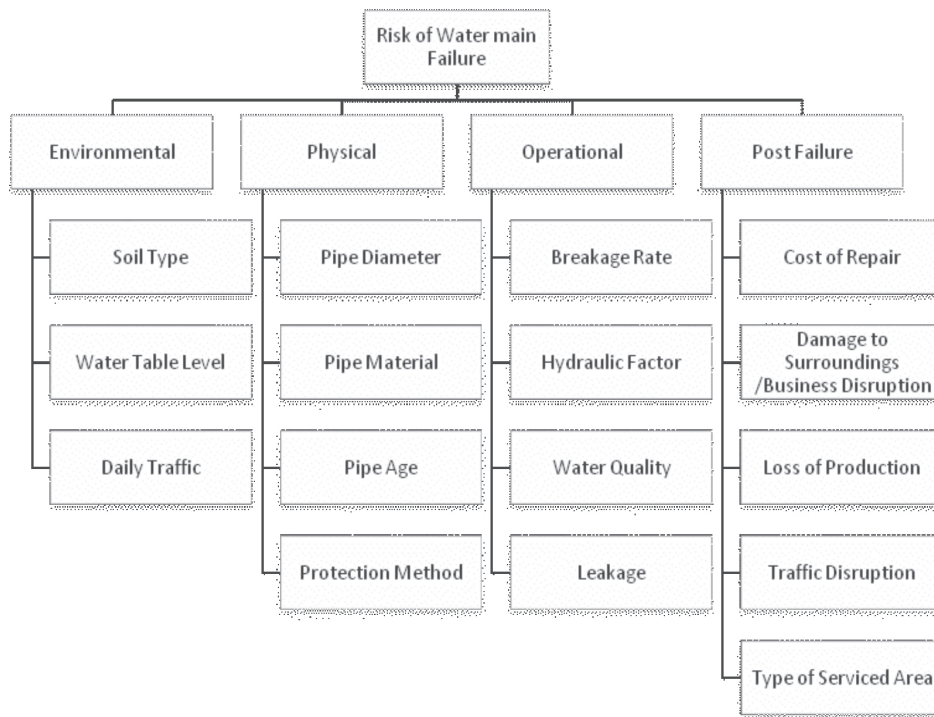 Risk of Water main
Failure
Environmental
Physical
Operational
Post Failure
Soil Type
Pipe Diameter
Breakage Rate
Cost of Repair
Water Table Level
Pipe Material
Hydraulic Factor
Damage to
Surroundings
/Business Disruption
Daily Traffic
Pipe Age
Water Quality
Loss of Production
Protection Method
Leakage
Traffic Disruption
Type of Serviced Area